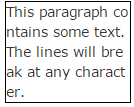 This paragraph co
ntains some text.
The lines will bre
ak at any charact
er.